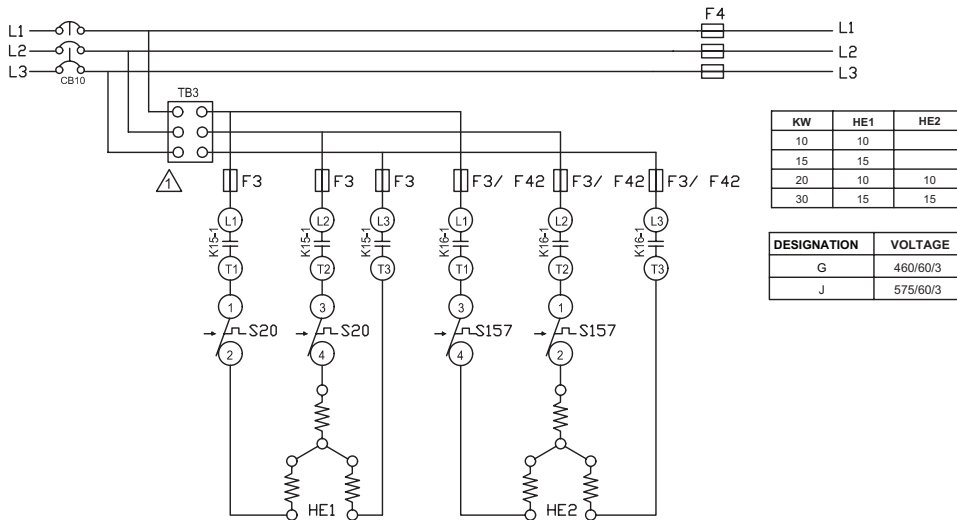 F4
L1 L1
L2 L2
L3 L3
CB10
TB3
1
F3 F3 F3 F3/ F42 F3/ F42 F3/ F42
L1 L2 L3 L1 L2 L3
K15-1 K15-1 K15-1 K16-1 K16-1 K16-1
T1 T2 T3 T1 T2 T3
1 3 3 1
S20 S20 S157 S157
2 4 4 2
HE1 HE2
KW HE1 HE2
10 10
15 15
20 10 10
30 15 15
DESIGNATION VOLTAGE
G 460/60/3
J 575/60/3